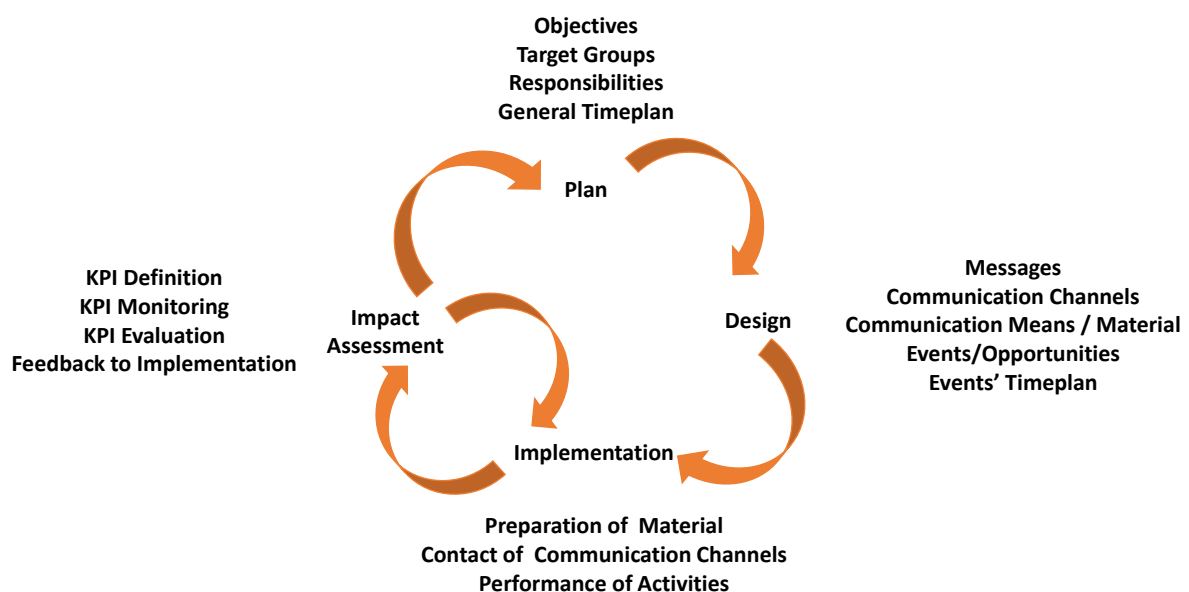 Objectives
Target Groups
Responsibilities
General Timeplan
Plan
KPI Definition
KPI Monitoring
KPI Evaluation
Feedback to Implementation
Impact
Assessment
Design
Messages
Communication Channels
Communication Means / Material
Events/Opportunities
Events’ Timeplan
Implementation
Preparation of  Material
Contact of  Communication Channels
Performance of Activities